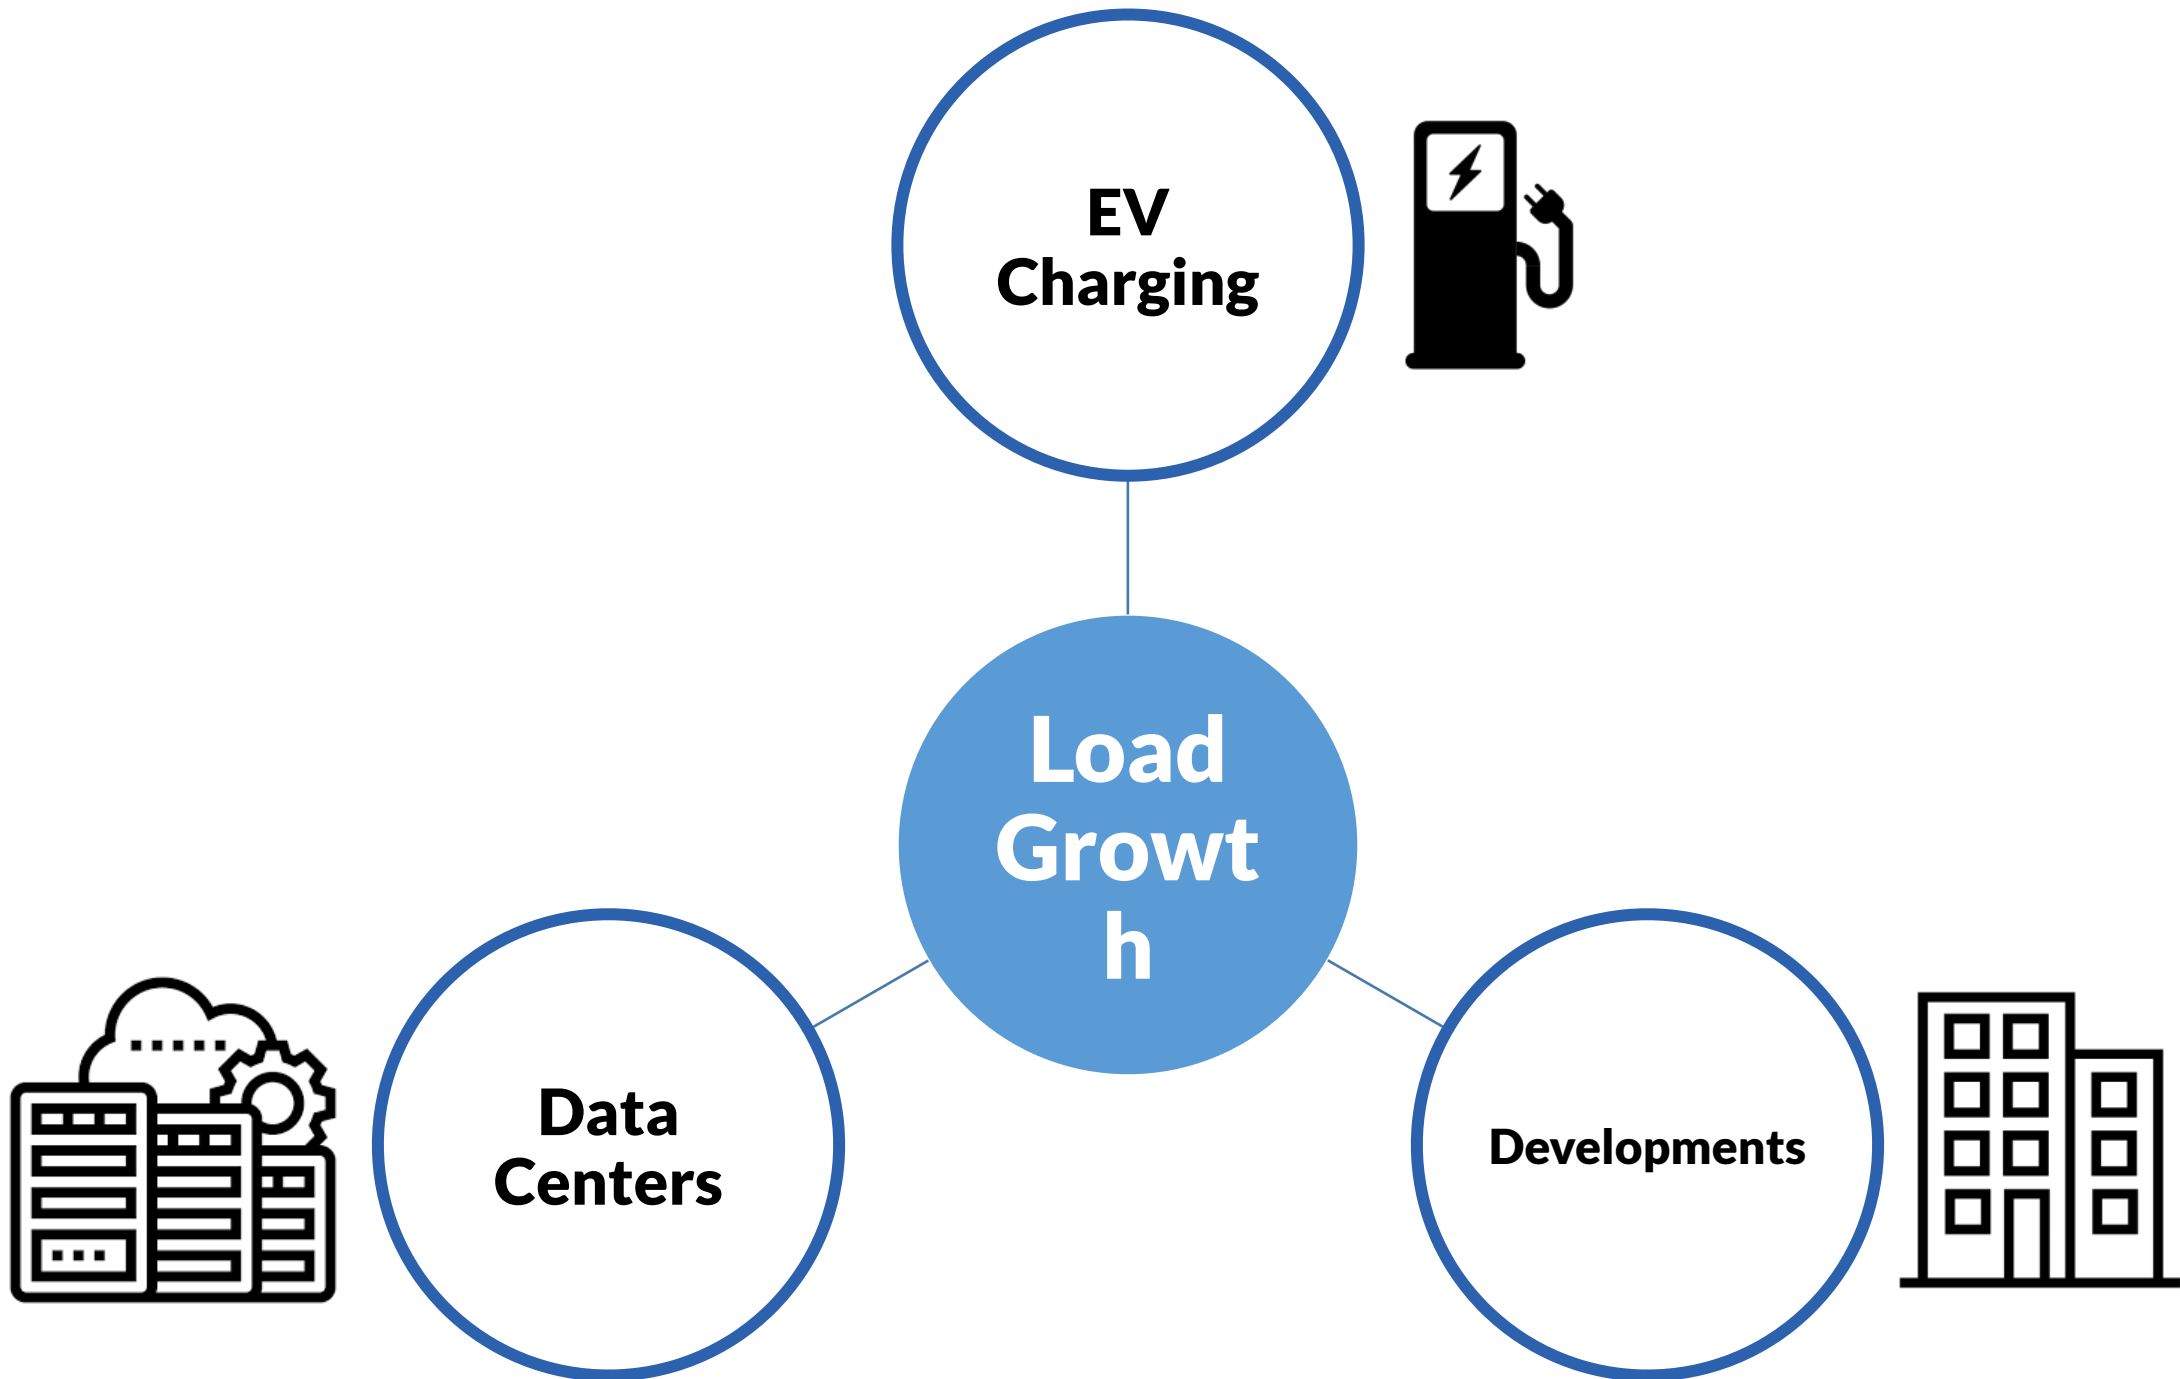 EV
Charging
Load
Growt
h
Data
Centers
Developments